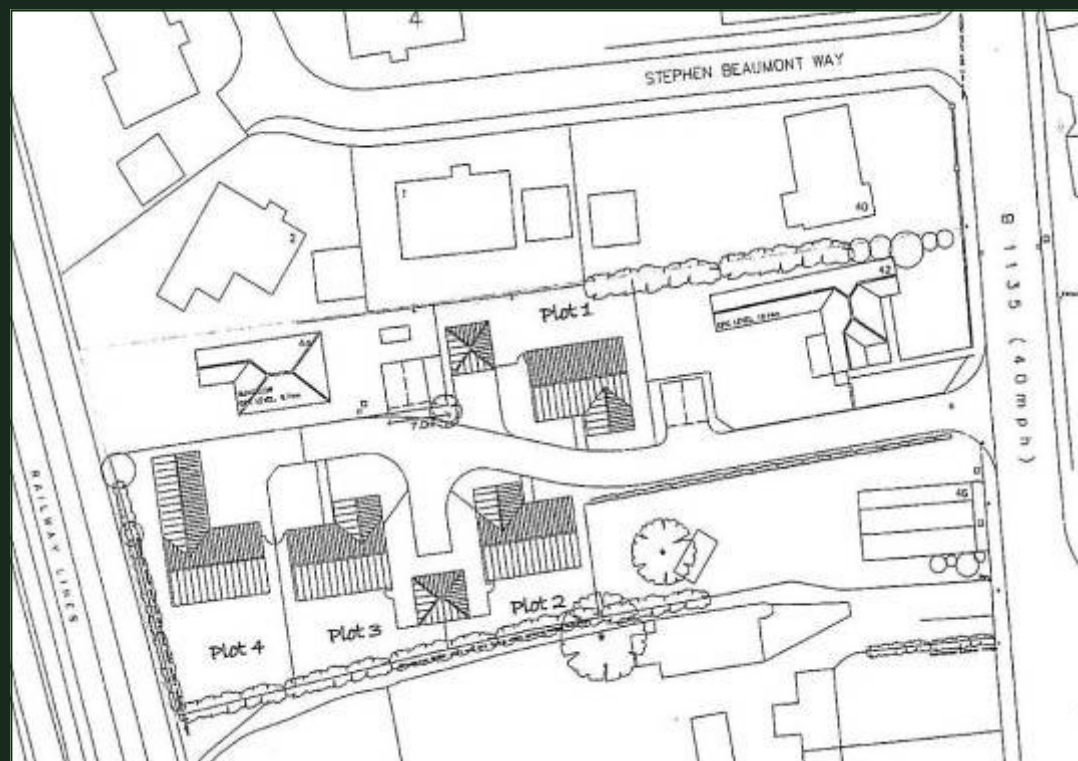 4
STEPHEN BEAUMONT WAY
1
2
40
42
Plot 1
B 1135 (40mph)
46
RAILWAY LINES
Plot 2
Plot 3
Plot 4